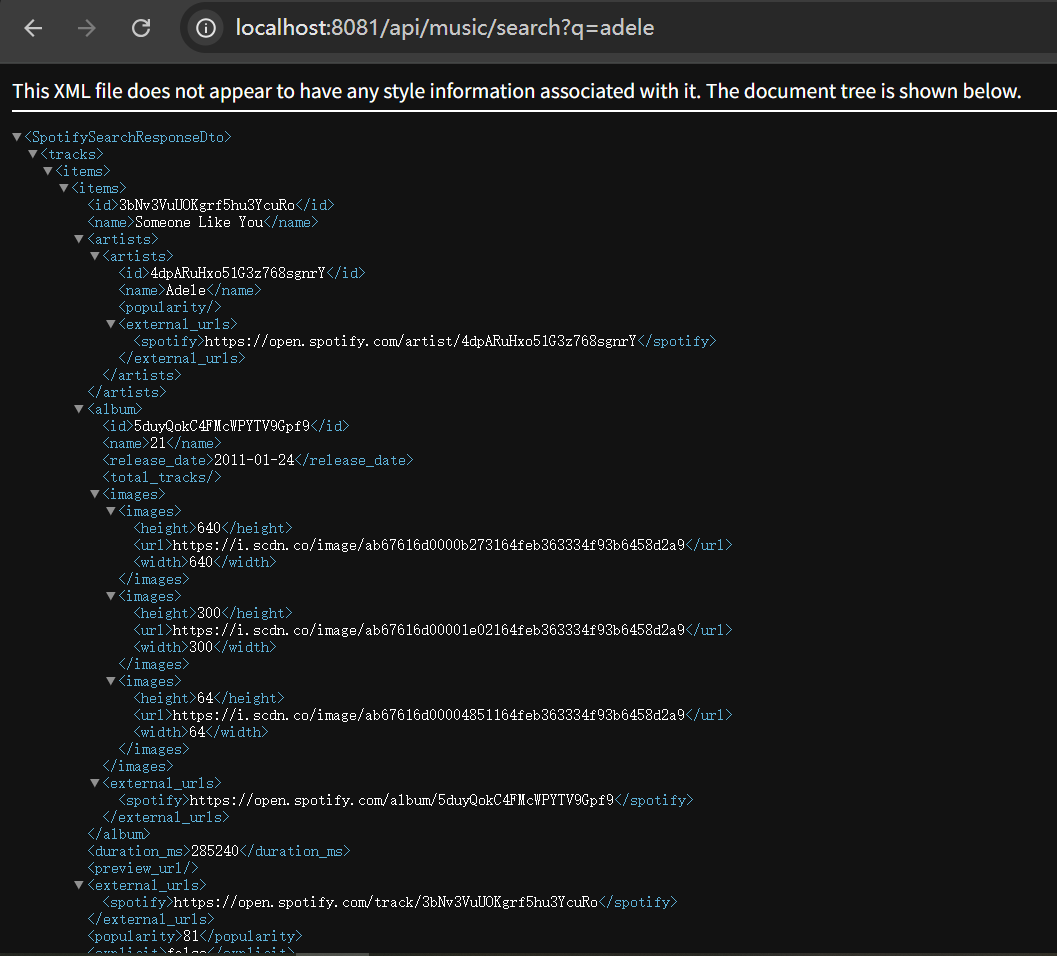 localhost:8081/api/music/search?q=adele
This XML file does not appear to have any style information associated with it. The document tree is shown below.
▼<SpotifySearchResponseDto>
▼<tracks>
▼<items>
▼<items>
<id>3bNv3VuUOKgrf5hu3YcuRo</id>
<name>Someone Like You</name>
▼<artists>
▼<artists>
<id>4dpARuHxo51G3z768sgnrY</id>
<name>Adele</name>
<popularity/>
▼<external_urls>
<spotify>https://open.spotify.com/artist/4dpARuHxo51G3z768sgnrY</spotify>
</external_urls>
</artists>
</artists>
▼<album>
<id>5duyQokC4FMcWPYTV9Gpf9</id>
<name>21</name>
<release_date>2011-01-24</release_date>
<total_tracks/>
▼<images>
▼<images>
<height>640</height>
<url>https://i.scdn.co/image/ab67616d0000b273164feb363334f93b6458d2a9</url>
<width>640</width>
</images>
▼<images>
<height>300</height>
<url>https://i.scdn.co/image/ab67616d00001e02164feb363334f93b6458d2a9</url>
<width>300</width>
</images>
▼<images>
<height>64</height>
<url>https://i.scdn.co/image/ab67616d00004851164feb363334f93b6458d2a9</url>
<width>64</width>
</images>
</images>
▼<external_urls>
<spotify>https://open.spotify.com/album/5duyQokC4FMcWPYTV9Gpf9</spotify>
</external_urls>
</album>
<duration_ms>285240</duration_ms>
<preview_url/>
▼<external_urls>
<spotify>https://open.spotify.com/track/3bNv3VuUOKgrf5hu3YcuRo</spotify>
</external_urls>
<popularity>81</popularity>
<explicit>false</explicit>